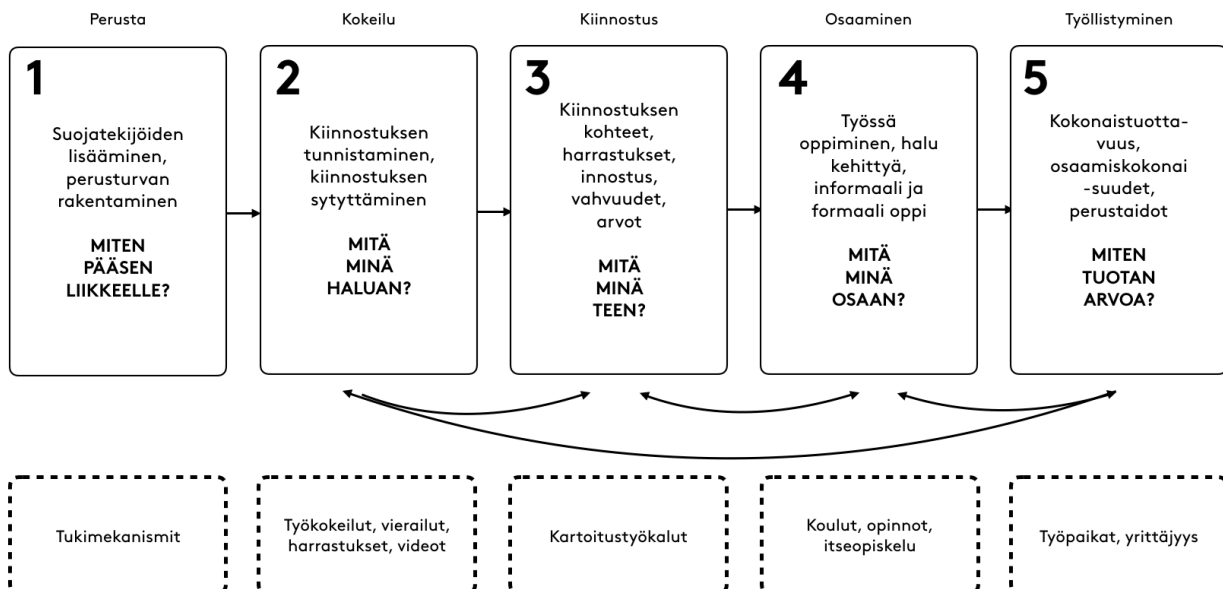 Perusta
Kokeilu
Kiinnostus
Osaaminen
Työllistyminen
1
Suojatekijöiden
lisääminen,
perusturvan
rakentaminen
MITEN
PÄÄSEN
LIIKKEELLE?
2
Kiinnostuksen
tunnistaminen,
kiinnostuksen
sytyttäminen
MITÄ
MINÄ
HALUAN?
3
Kiinnostuksen
kohteet,
harrastukset,
innostus,
vahvuudet,
arvot
MITÄ
MINÄ
TEEN?
4
Työssä
oppiminen, halu
kehittyä,
informaali ja
formaali oppi
MITÄ
MINÄ
OSAAN?
5
Kokonaistuotta-
vuus,
osaamiskokonai
-suudet,
perustaidot
MITEN
TUOTAN
ARVOA?
Tukimekanismit
Työkokeilut, vierailut,
harrastukset, videot
Kartoitustyökalut
Koulut, opinnot,
itseopiskelu
Työpaikat, yrittäjyys